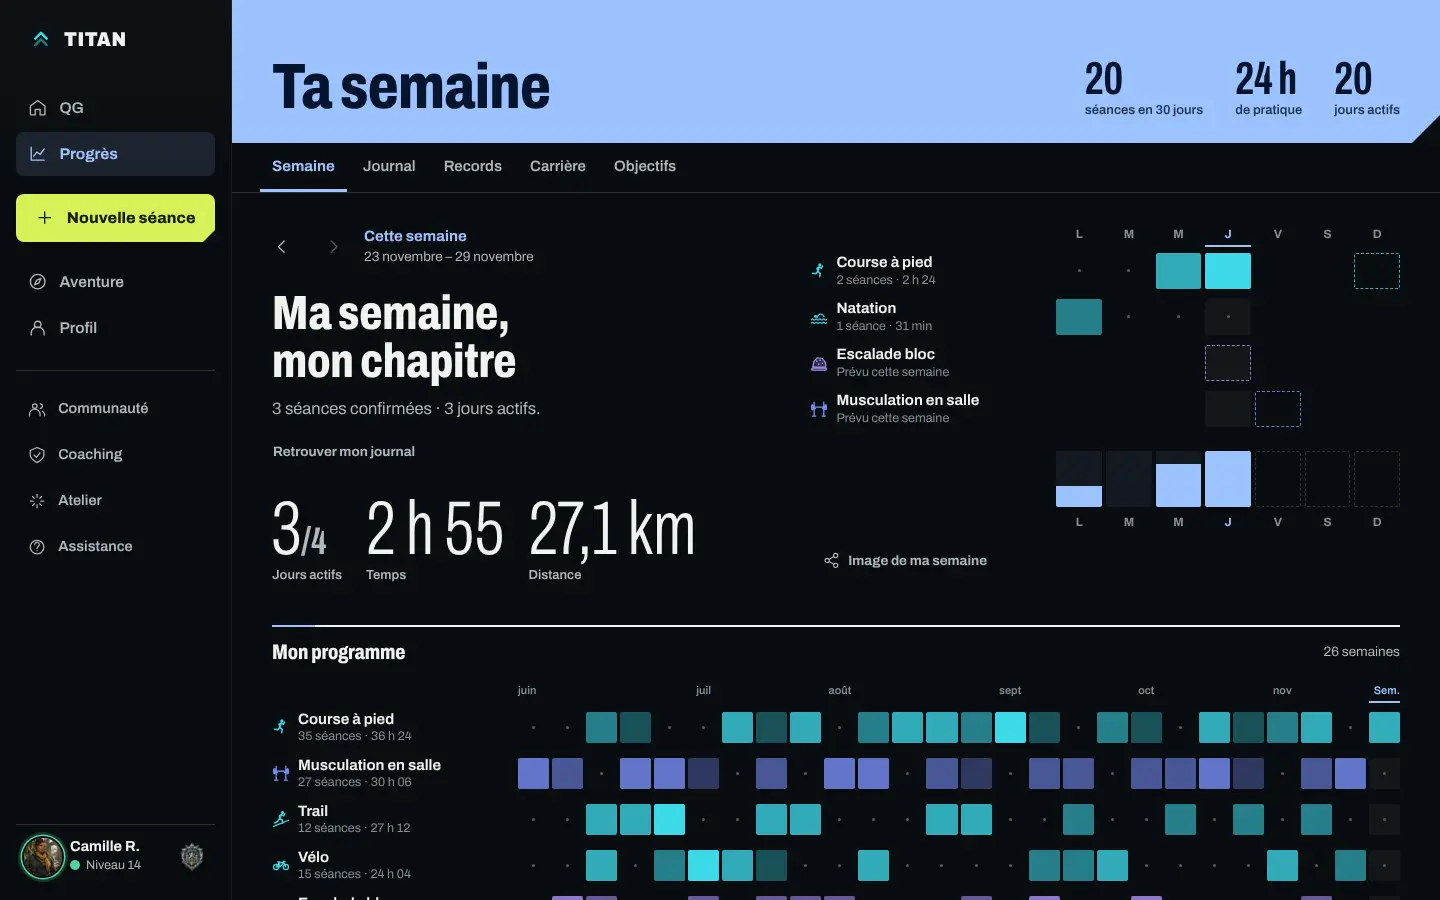 TITAN
QG
Progrès
Nouvelle séance
Aventure
Profil
Communauté
Coaching
Atelier
Assistance
Camille R.
Niveau 14
Ta semaine
20
séances en 30 jours
24 h
de pratique
20
jours actifs
Semaine
Journal
Records
Carrière
Objectifs
Cette semaine
23 novembre – 29 novembre
Ma semaine,
mon chapitre
3 séances confirmées · 3 jours actifs.
Retrouver mon journal
3/4
Jours actifs
2 h 55
Temps
27,1 km
Distance
L M M J V S D
Course à pied
2 séances · 2 h 24
Natation
1 séance · 31 min
Escalade bloc
Prévu cette semaine
Musculation en salle
Prévu cette semaine
L M M J V S D
Image de ma semaine
Mon programme
26 semaines
juin juil août sept oct nov Sem.
Course à pied
35 séances · 36 h 24
Musculation en salle
27 séances · 30 h 06
Trail
12 séances · 27 h 12
Vélo
15 séances · 24 h 04